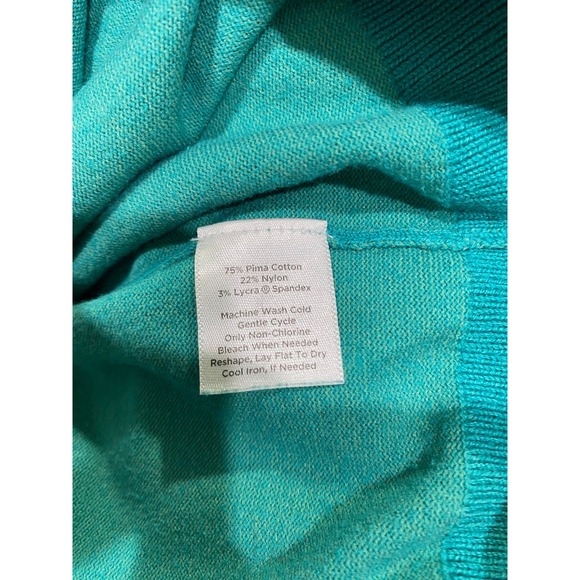 75% Pima Cotton
22% Nylon
3% Lycra ® Spandex
Machine Wash Cold
Gentle Cycle
Only Non-Chlorine
Bleach When Needed
Reshape, Lay Flat To Dry
Cool Iron, If Needed